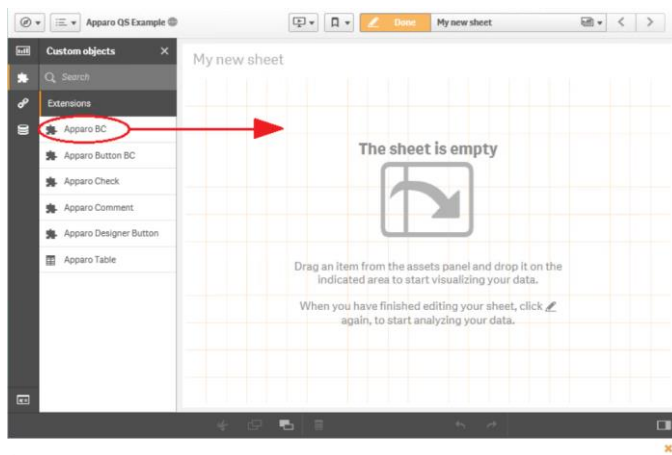 Apparo QS Example
Done
My new sheet
Custom objects
My new sheet
Search
Extensions
Apparo BC
Apparo Button BC
Apparo Check
Apparo Comment
Apparo Designer Button
Apparo Table
The sheet is empty
Drag an item from the assets panel and drop it on the
indicated area to start visualizing your data.
When you have finished editing your sheet, click
again, to start analyzing your data.